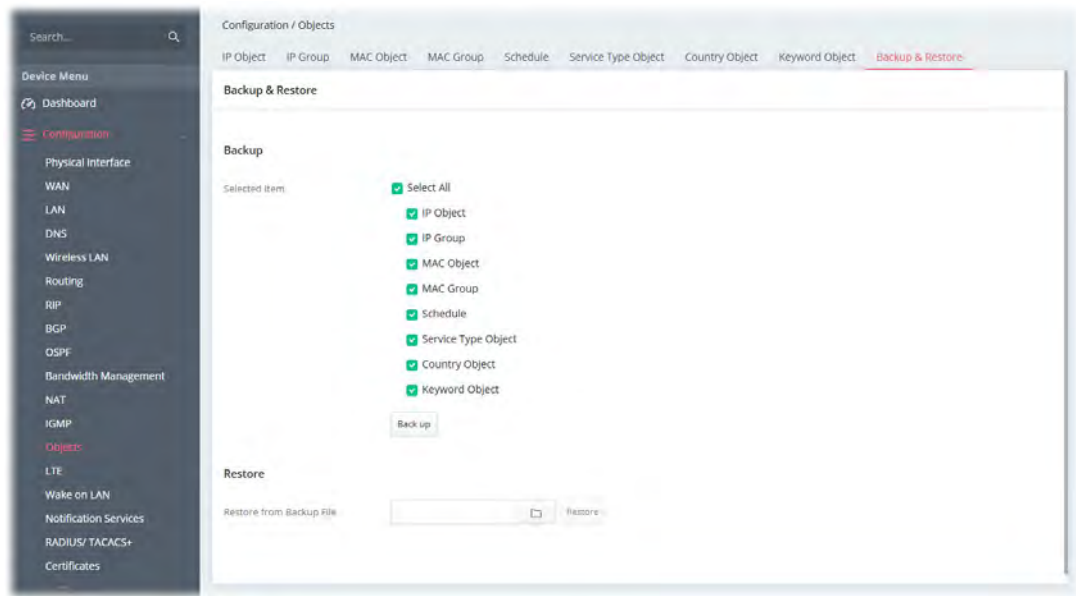 Search...
Device Menu
Dashboard
Configuration
Physical Interface
WAN
LAN
DNS
Wireless LAN
Routing
RIP
BGP
OSPF
Bandwidth Management
NAT
IGMP
Objects
LTE
Wake on LAN
Notification Services
RADIUS/ TACACS+
Certificates
Configuration / Objects
IP Object IP Group MAC Object MAC Group Schedule Service Type Object Country Object Keyword Object Backup & Restore
Backup & Restore
Backup
Selected Item Select All
IP Object
IP Group
MAC Object
MAC Group
Schedule
Service Type Object
Country Object
Keyword Object
Back up
Restore
Restore from Backup File Restore